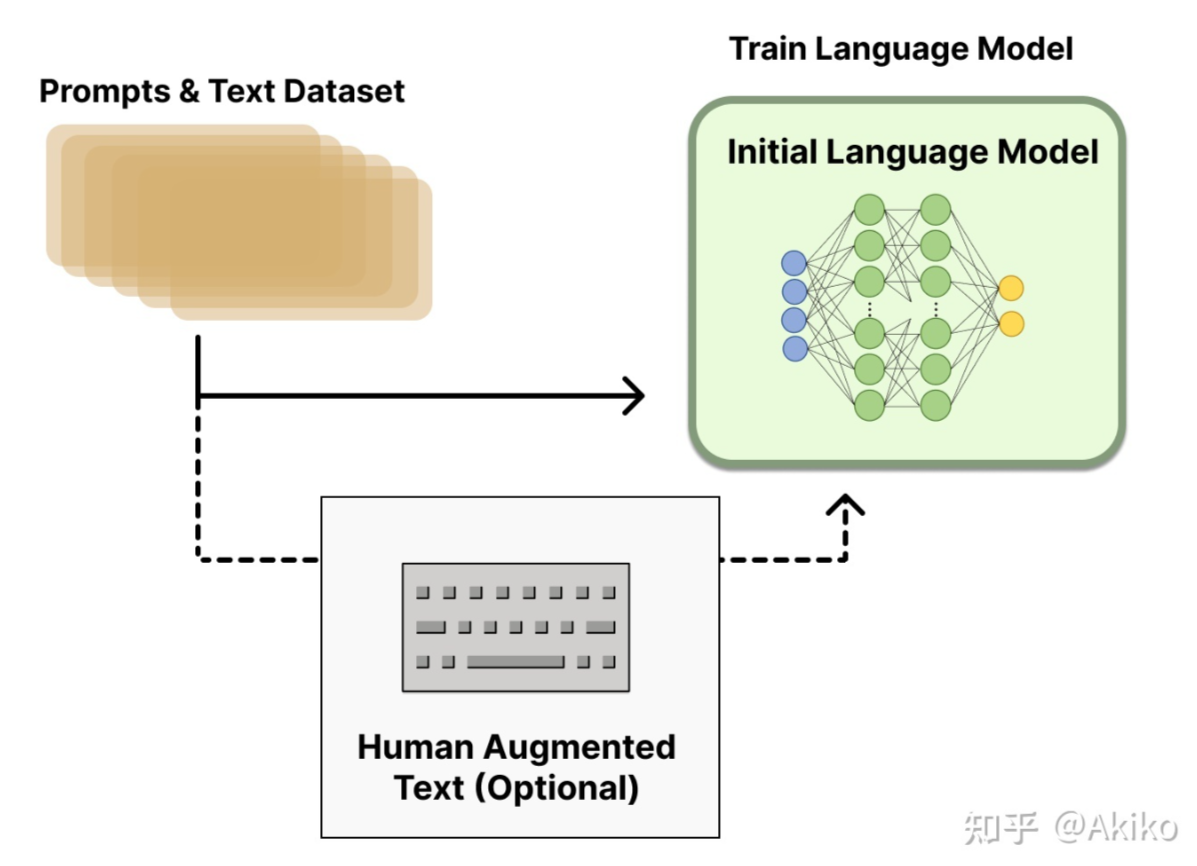 Train Language Model
Prompts & Text Dataset
Initial Language Model
Human Augmented
Text (Optional)
知乎 @Akiko